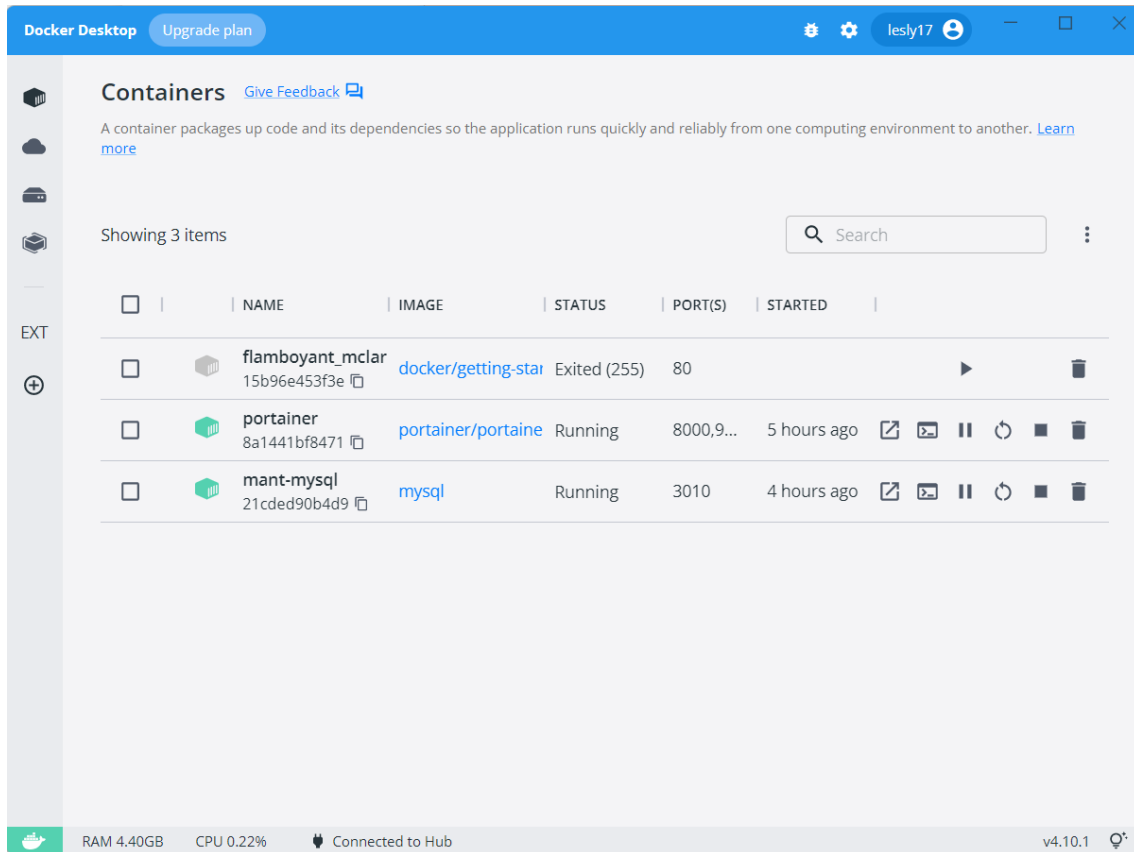 Docker Desktop Upgrade plan lesly17
Containers Give Feedback
A container packages up code and its dependencies so the application runs quickly and reliably from one computing environment to another. Learn
more
Showing 3 items Search
NAME IMAGE STATUS PORT(S) STARTED
EXT
flamboyant_mclar
15b96e453f3e docker/getting-star Exited (255) 80
portainer
8a1441bf8471 portainer/portaine Running 8000,9... 5 hours ago
mant-mysql
21cded90b4d9 mysql Running 3010 4 hours ago
RAM 4.40GB CPU 0.22% Connected to Hub v4.10.1